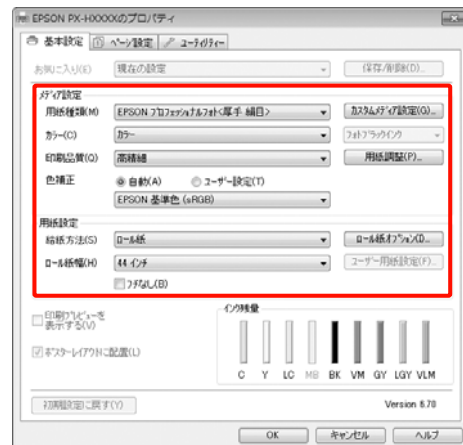 EPSON PX-HXXXXのプロパティ
基本設定 ページ設定 ユーティリティー
お気に入り(E) 現在の設定 保存/削除(D)...
メディア設定
用紙種類(M) EPSON プロフェッショナルフォト<厚手 絹目> カスタムメディア設定(G)...
カラー(C) カラー フォトブラックインク
印刷品質(Q) 高精細 用紙調整(P)...
色補正 自動(A) ユーザー設定(T)
EPSON 基準色 (sRGB)
用紙設定
給紙方法(S) ロール紙 ロール紙オプション(I)...
ロール紙幅(H) 44 インチ ユーザー用紙設定(F)...
フチなし(B)
印刷プレビューを
表示する(V)
インク残量
ポスターレイアウトに配置(L)
C Y LC MB BK VM GY LGY VLM
初期設定に戻す(Y) Version 6.70
OK キャンセル ヘルプ